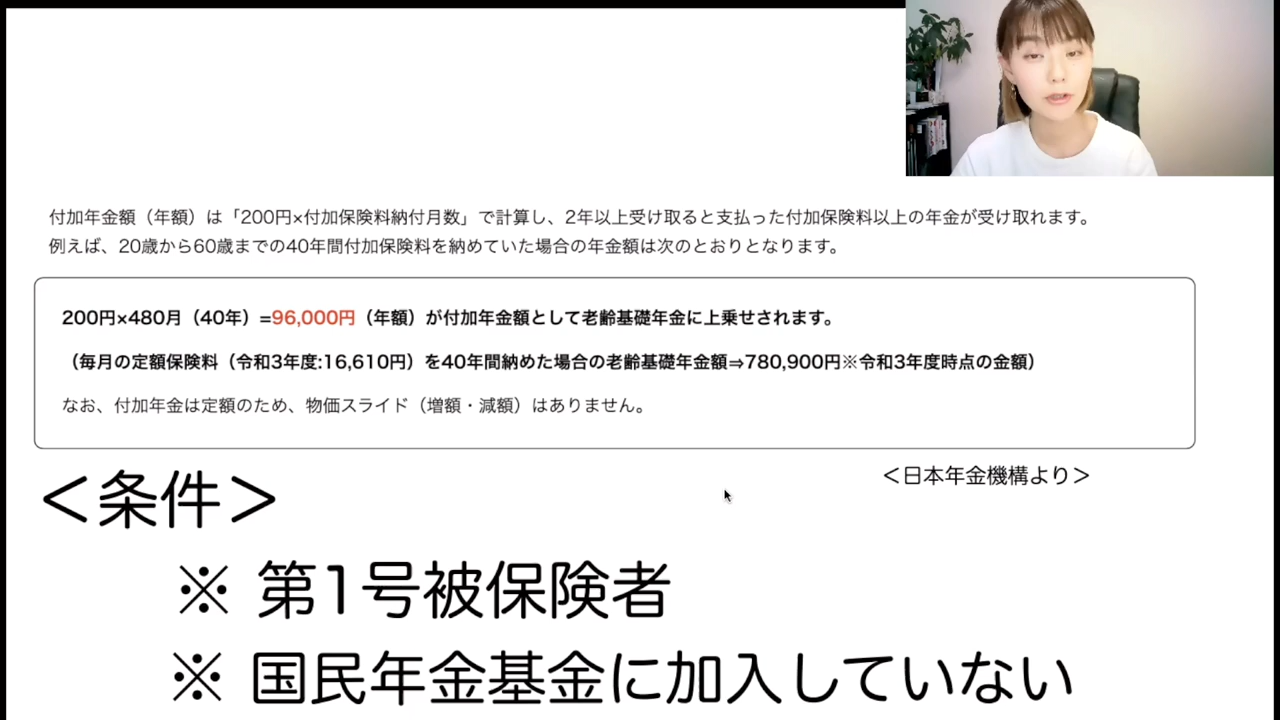 付加年金額（年額）は「200円×付加保険料納付月数」で計算し、2年以上受け取ると支払った付加保険料以上の年金が受け取れます。
例えば、20歳から60歳までの40年間付加保険料を納めていた場合の年金額は次のとおりとなります。
200円×480月（40年）=96,000円（年額）が付加年金額として老齢基礎年金に上乗せされます。
（毎月の定額保険料（令和3年度:16,610円）を40年間納めた場合の老齢基礎年金額⇒780,900円※令和3年度時点の金額）
なお、付加年金は定額のため、物価スライド（増額・減額）はありません。
＜日本年金機構より＞
＜条件＞
※ 第1号被保険者
※ 国民年金基金に加入していない